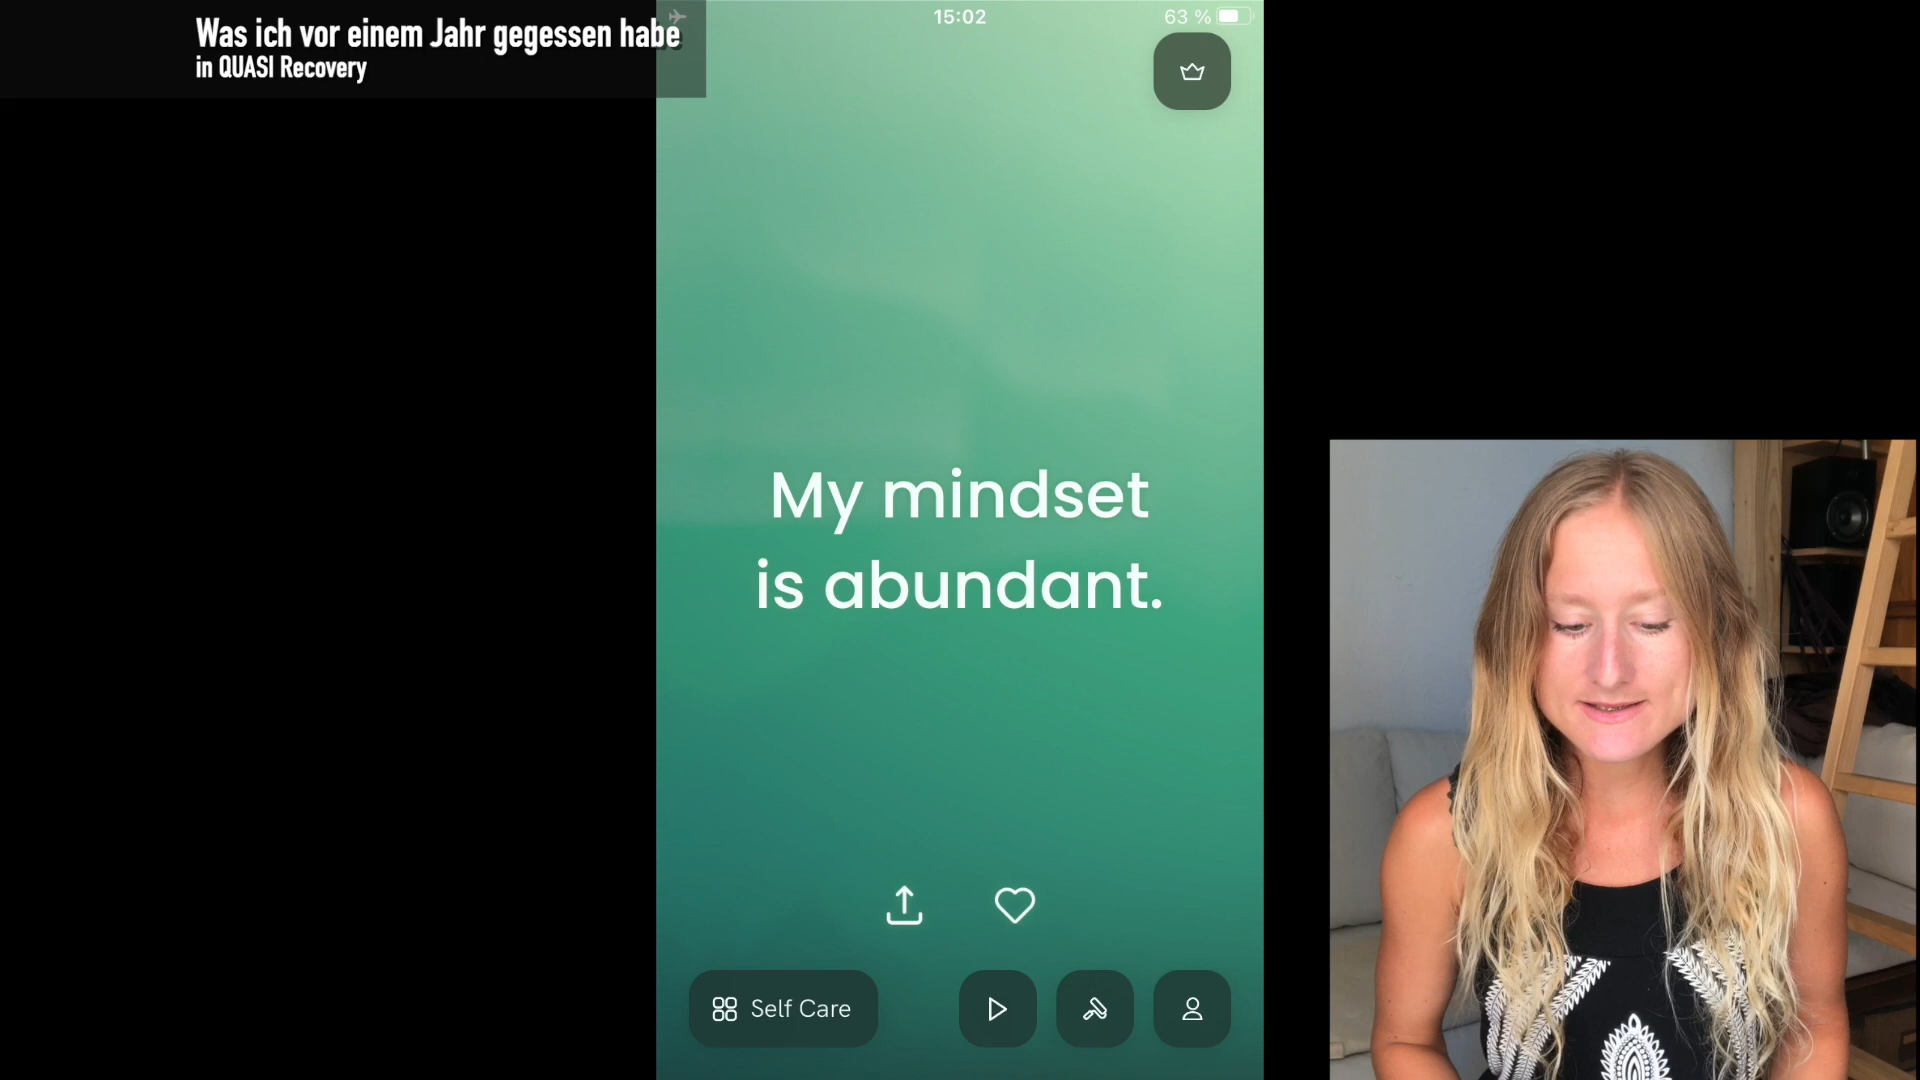 Was ich vor einem Jahr gegessen habe
in QUASI Recovery
15:02
63 %
My mindset
is abundant.
Self Care